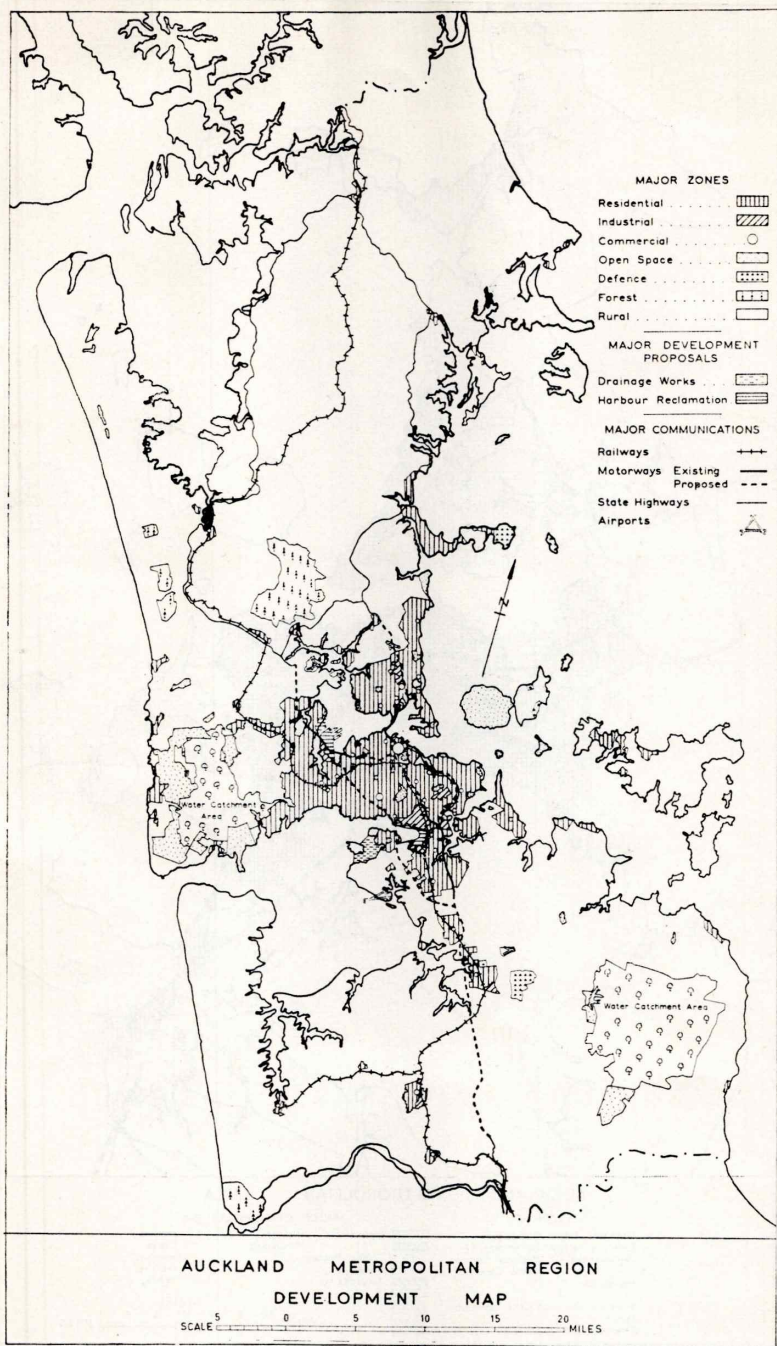 MAJOR ZONES
Residential
Industrial
Commercial
Open Space
Defence
Forest
Rural
MAJOR DEVELOPMENT
PROPOSALS
Drainage Works
Harbour Reclamation
MAJOR COMMUNICATIONS
Railways
Motorways Existing
Proposed
State Highways
Airports
N
Water Catchment
Area
Water Catchment Area
AUCKLAND METROPOLITAN REGION
DEVELOPMENT MAP
SCALE 5 0 5 10 15 20 MILES